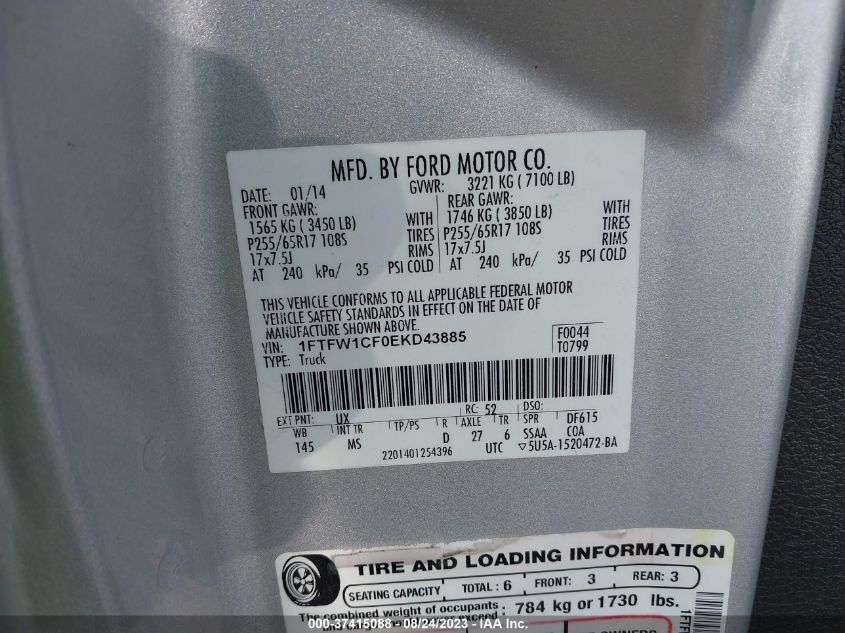 MFD. BY FORD MOTOR CO.
DATE: 01/14 GVWR: 3221 KG ( 7100 LB)
FRONT GAWR: REAR GAWR:
1565 KG ( 3450 LB) WITH 1746 KG ( 3850 LB) WITH
P255/65R17 108S TIRES P255/65R17 108S TIRES
17x7.5J RIMS 17x7.5J RIMS
AT 240 kPa/ 35 PSI COLD AT 240 kPa/ 35 PSI COLD
THIS VEHICLE CONFORMS TO ALL APPLICABLE FEDERAL MOTOR
VEHICLE SAFETY STANDARDS IN EFFECT ON THE DATE OF
MANUFACTURE SHOWN ABOVE.
VIN: 1FTFW1CF0EKD43885 F0044
TYPE: Truck T0799
EXT PNT: UX RC: 52 DSO:
WB INT TR TP/PS R AXLE TR SPR DF615
145 MS D 27 6 SSAA COA
2201401254396 UTC ▽5U5A-1520472-BA
TIRE AND LOADING INFORMATION
SEATING CAPACITY TOTAL: 6 FRONT: 3 REAR: 3
The combined weight of occupants 784 kg or 1730 lbs.
000-37415088 - 08/24/2023 - IAA Inc.